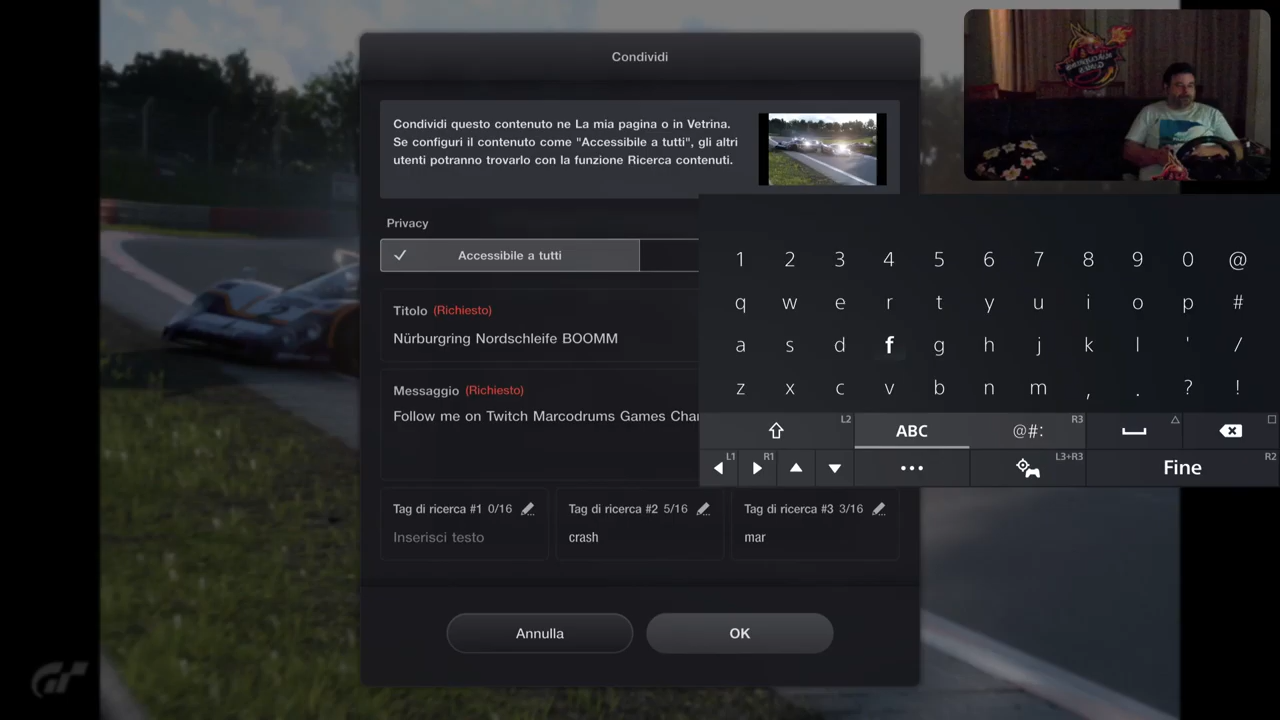 Condividi
Condividi questo contenuto ne La mia pagina o in Vetrina.
Se configuri il contenuto come "Accessibile a tutti", gli altri
utenti potranno trovarlo con la funzione Ricerca contenuti.
Privacy
Accessibile a tutti
Titolo (Richiesto)
Nürburgring Nordschleife BOOMM
Messaggio (Richiesto)
Follow me on Twitch Marcodrums Games
Tag di ricerca #1 0/16
Inserisci testo
Tag di ricerca #2 5/16
crash
Tag di ricerca #3 3/16
mar
Annulla
OK
1 2 3 4 5 6 7 8 9 0 @
q w e r t y u i o p #
a s d f g h j k l ' /
z x c v b n m , . ? !
L2
ABC
@#: R3
L1
R1
...
L3+R3
Fine R2
GT